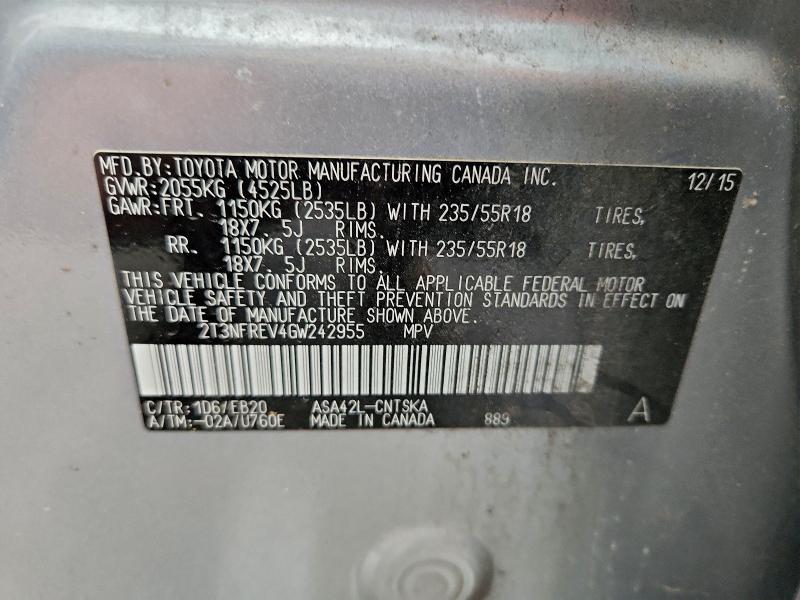 MFD. BY: TOYOTA MOTOR MANUFACTURING CANADA INC. 12/15
GVWR: 2055KG (4525LB)
GAWR: FRT. 1150KG (2535LB) WITH 235/55R18 TIRES,
18X7. 5J RIMS.
RR. 1150KG (2535LB) WITH 235/55R18 TIRES,
18X7. 5J RIMS.
THIS VEHICLE CONFORMS TO ALL APPLICABLE FEDERAL MOTOR
VEHICLE SAFETY AND THEFT PREVENTION STANDARDS IN EFFECT ON
THE DATE OF MANUFACTURE SHOWN ABOVE.
2T3NFREV4GW242955 MPV
C/TR: 1D6/EB20 ASA42L-CNTSKA
A/TM: -02A/U760E MADE IN CANADA 889 A